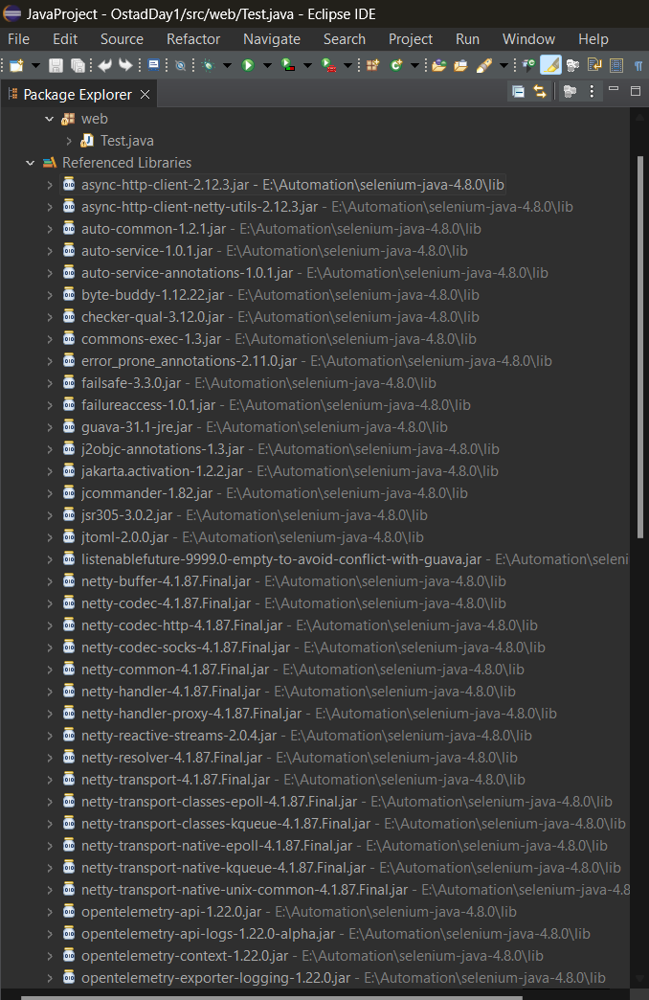 JavaProject - OstadDay1/src/web/Test.java - Eclipse IDE
File Edit Source Refactor Navigate Search Project Run Window Help
Package Explorer
web
Test.java
Referenced Libraries
async-http-client-2.12.3.jar - E:\Automation\selenium-java-4.8.0\lib
async-http-client-netty-utils-2.12.3.jar - E:\Automation\selenium-java-4.8.0\lib
auto-common-1.2.1.jar - E:\Automation\selenium-java-4.8.0\lib
auto-service-1.0.1.jar - E:\Automation\selenium-java-4.8.0\lib
auto-service-annotations-1.0.1.jar - E:\Automation\selenium-java-4.8.0\lib
byte-buddy-1.12.22.jar - E:\Automation\selenium-java-4.8.0\lib
checker-qual-3.12.0.jar - E:\Automation\selenium-java-4.8.0\lib
commons-exec-1.3.jar - E:\Automation\selenium-java-4.8.0\lib
error_prone_annotations-2.11.0.jar - E:\Automation\selenium-java-4.8.0\lib
failsafe-3.3.0.jar - E:\Automation\selenium-java-4.8.0\lib
failureaccess-1.0.1.jar - E:\Automation\selenium-java-4.8.0\lib
guava-31.1-jre.jar - E:\Automation\selenium-java-4.8.0\lib
j2objc-annotations-1.3.jar - E:\Automation\selenium-java-4.8.0\lib
jakarta.activation-1.2.2.jar - E:\Automation\selenium-java-4.8.0\lib
jcommander-1.82.jar - E:\Automation\selenium-java-4.8.0\lib
jsr305-3.0.2.jar - E:\Automation\selenium-java-4.8.0\lib
jtoml-2.0.0.jar - E:\Automation\selenium-java-4.8.0\lib
listenablefuture-9999.0-empty-to-avoid-conflict-with-guava.jar - E:\Automation\seleni
netty-buffer-4.1.87.Final.jar - E:\Automation\selenium-java-4.8.0\lib
netty-codec-4.1.87.Final.jar - E:\Automation\selenium-java-4.8.0\lib
netty-codec-http-4.1.87.Final.jar - E:\Automation\selenium-java-4.8.0\lib
netty-codec-socks-4.1.87.Final.jar - E:\Automation\selenium-java-4.8.0\lib
netty-common-4.1.87.Final.jar - E:\Automation\selenium-java-4.8.0\lib
netty-handler-4.1.87.Final.jar - E:\Automation\selenium-java-4.8.0\lib
netty-handler-proxy-4.1.87.Final.jar - E:\Automation\selenium-java-4.8.0\lib
netty-reactive-streams-2.0.4.jar - E:\Automation\selenium-java-4.8.0\lib
netty-resolver-4.1.87.Final.jar - E:\Automation\selenium-java-4.8.0\lib
netty-transport-4.1.87.Final.jar - E:\Automation\selenium-java-4.8.0\lib
netty-transport-classes-epoll-4.1.87.Final.jar - E:\Automation\selenium-java-4.8.0\lib
netty-transport-classes-kqueue-4.1.87.Final.jar - E:\Automation\selenium-java-4.8.0\lib
netty-transport-native-epoll-4.1.87.Final.jar - E:\Automation\selenium-java-4.8.0\lib
netty-transport-native-kqueue-4.1.87.Final.jar - E:\Automation\selenium-java-4.8.0\lib
netty-transport-native-unix-common-4.1.87.Final.jar - E:\Automation\selenium-java-4.8
opentelemetry-api-1.22.0.jar - E:\Automation\selenium-java-4.8.0\lib
opentelemetry-api-logs-1.22.0-alpha.jar - E:\Automation\selenium-java-4.8.0\lib
opentelemetry-context-1.22.0.jar - E:\Automation\selenium-java-4.8.0\lib
opentelemetry-exporter-logging-1.22.0.jar - E:\Automation\selenium-java-4.8.0\lib